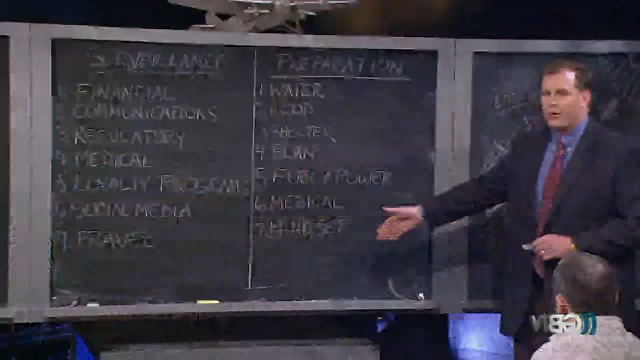 SURVEILLANCE
1. FINANCIAL
2. COMMUNICATIONS
3. REGULATORY
4. MEDICAL
5. LOYALTY PROGRAMS
6. SOCIAL MEDIA
7. TRAVEL
PREPARATION
1. WATER
2. FOOD
3. SHELTER
4. PLAN
5. FUEL/POWER
6. MEDICAL
7. MINDSET